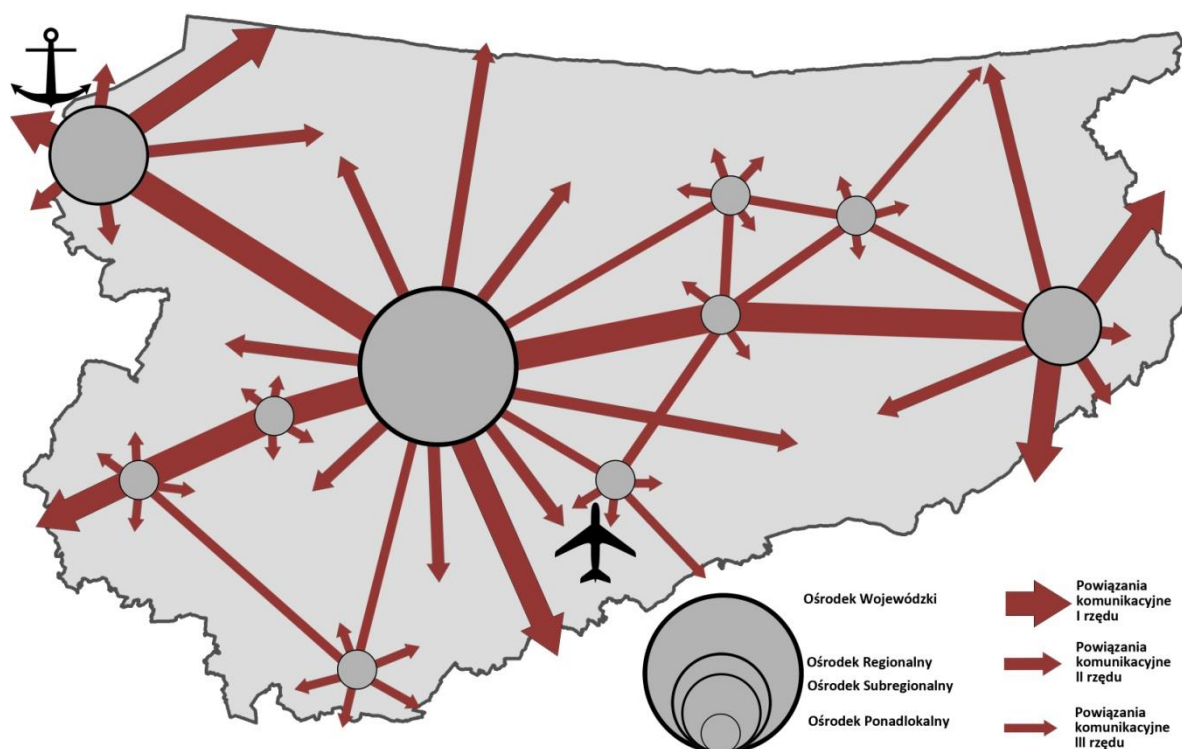 Ośrodek Wojewódzki
Ośrodek Regionalny
Ośrodek Subregionalny
Ośrodek Ponadlokalny
Powiązania
komunikacyjne
I rzędu
Powiązania
komunikacyjne
II rzędu
Powiązania
komunikacyjne
III rzędu